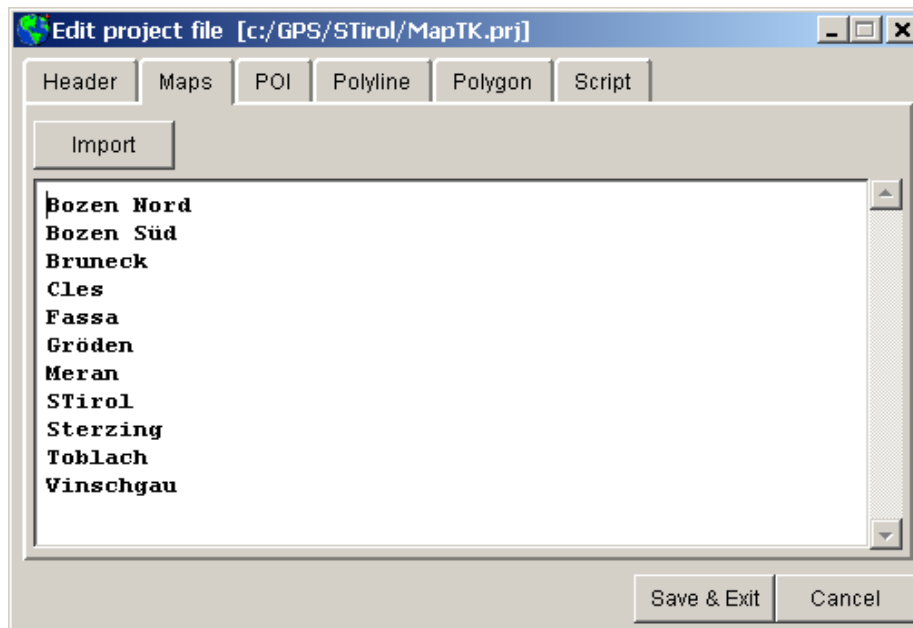 Edit project file [c:/GPS/STirol/MapTK.prj]
Header Maps POI Polyline Polygon Script
Import
Bozen Nord
Bozen Süd
Bruneck
Cles
Fassa
Gröden
Meran
STirol
Sterzing
Toblach
Vinschgau
Save & Exit Cancel